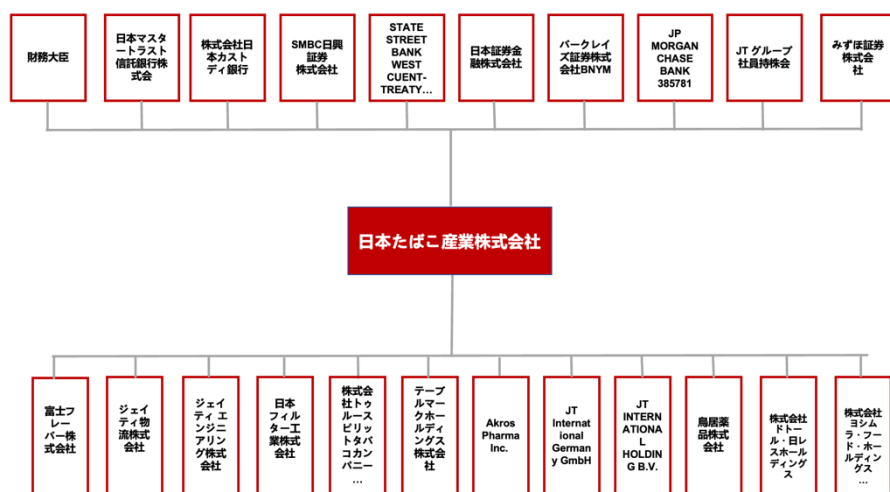 財務大臣
日本マスタ
ートラスト
信託銀行株
式会
株式会社日
本カスト
ディ銀行
SMBC日興
証券
株式会社
STATE
STREET
BANK
WEST
CUENT-
TREATY…
日本証券金
融株式会社
バークレイ
ズ証券株式
会社BNYM
JP
MORGAN
CHASE
BANK
385781
JT グループ
社員持株会
みずほ証券
株式会
社
日本たばこ産業株式会社
富士フ
レー
バー株
式会社
ジェイ
ティ物
流株式
会社
ジェイ
ティ エン
ジニアリン
グ株式会社
日本
フィル
ター工
業株式
会社
株式会
社トゥ
ルース
ピリッ
トタバ
コカン
パニー
…
テーブ
ルマー
クホー
ルディ
ングス
株式会
社
Akros
Pharma
Inc.
JT
Internat
ional
German
y GmbH
JT
INTERN
ATIONA
L
HOLDIN
G B.V.
鳥居薬
品株式
会社
株式会社
ドトー
ル・日レ
スホール
ディング
ス
株式会社
ヨシム
ラ・フー
ド・ホー
ルディン
グス
…